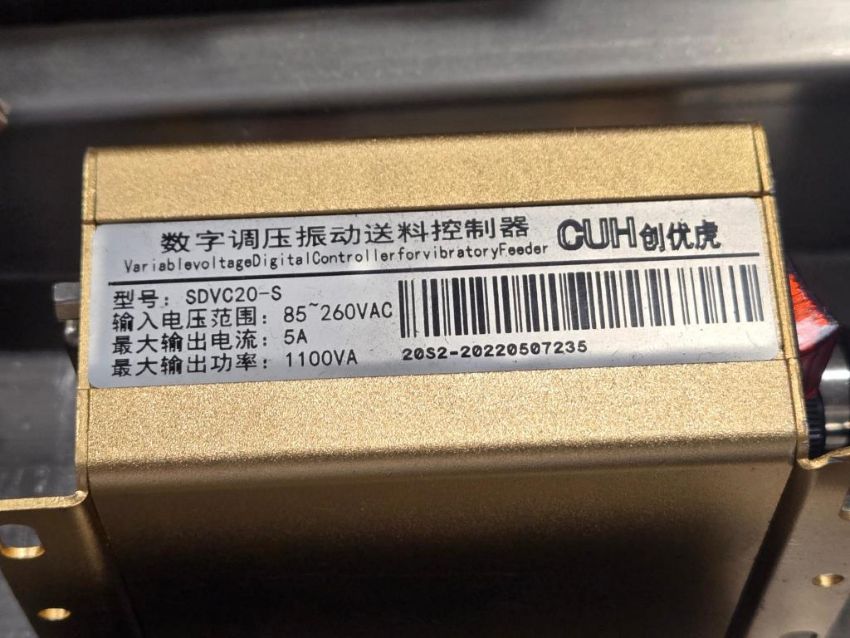 数字调压振动送料控制器 CUH创优虎
VariablevoltageDigitalControllerforvibratoryFeeder
型号：SDVC20-S
输入电压范围：85~260VAC
最大输出电流：5A
最大输出功率：1100VA
20S2-20220507235